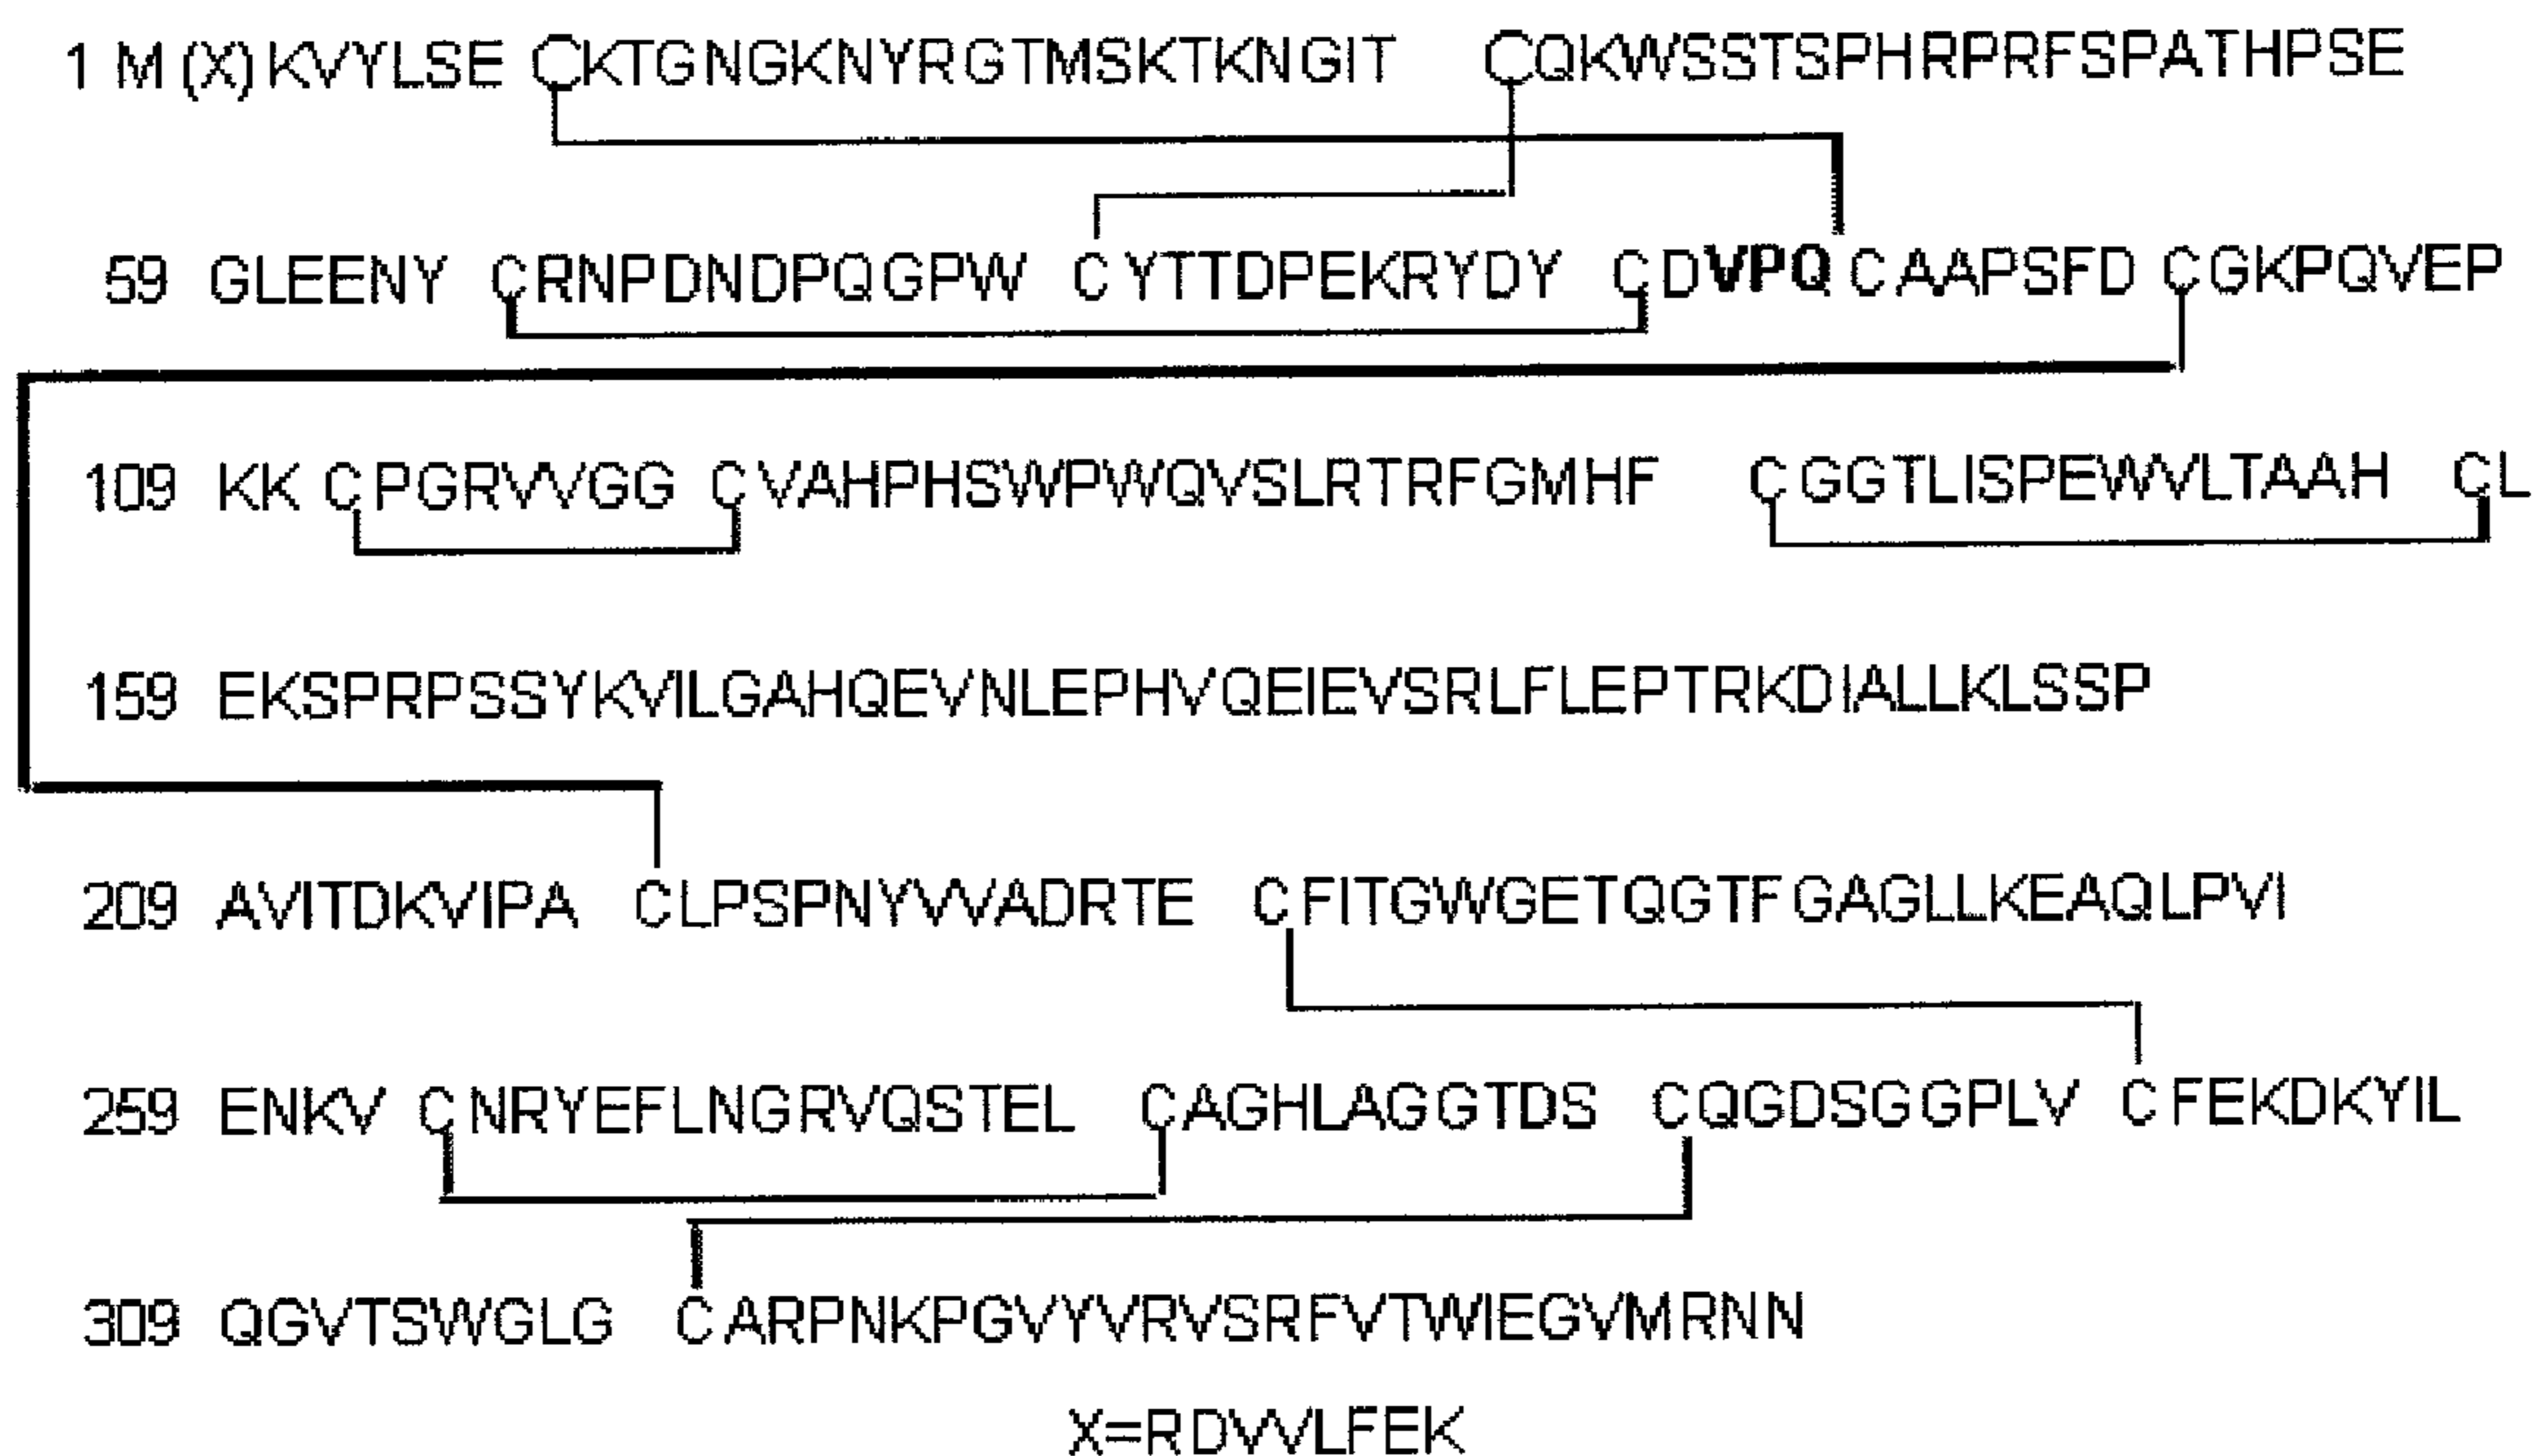 1 M (X) KVYLSE CKTGNGKNYRGTMSKTKNGIT CQKWSSTSPHRPRFSPATHPSE
59 GLEENY CRNPDNDPQGPW CYTTDPEKRYDY CDVPQ CAAPSFD CGKPQVEP
109 KK CPGRVVGG CVAHPHSWPWQVSLRTRFGMHF CGGTLISPEWVLTAAH CL
159 EKSPRPSSYKVILGAHQEVNLEPHVQEIEVSRLFLEPTRKDIALLKLSSP
209 AVITDKVIPA CLPSPNYVVADRTE CFITGWGETQGTFGAGLLKEAQLPVI
259 ENKV CNRYEFLNGRVQSTEL CAGHLAGGTDS CQGDSGGPLV CFEKDKYIL
309 QGVTSWGLG CARPNKPGVYVRVSRFVTWIEGVMRNN
X=RDVVLFEK